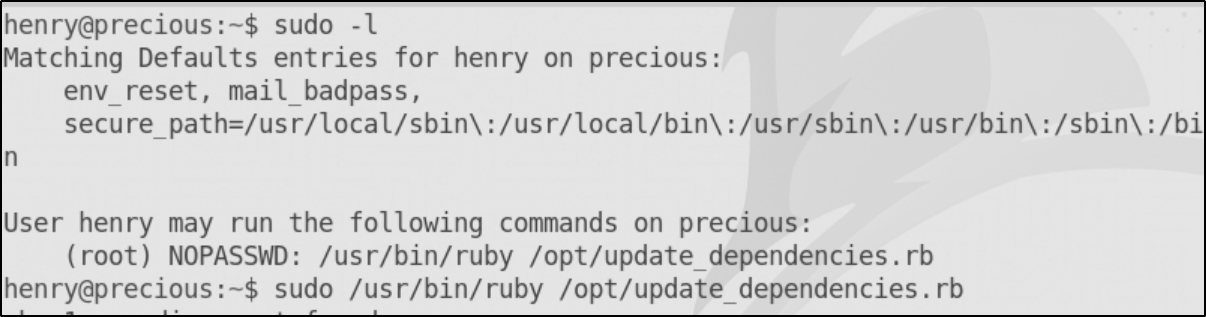 henry@precious:~$ sudo -l
Matching Defaults entries for henry on precious:
    env_reset, mail_badpass,
    secure_path=/usr/local/sbin\:/usr/local/bin\:/usr/sbin\:/usr/bin\:/sbin\:/bi
n

User henry may run the following commands on precious:
    (root) NOPASSWD: /usr/bin/ruby /opt/update_dependencies.rb
henry@precious:~$ sudo /usr/bin/ruby /opt/update_dependencies.rb